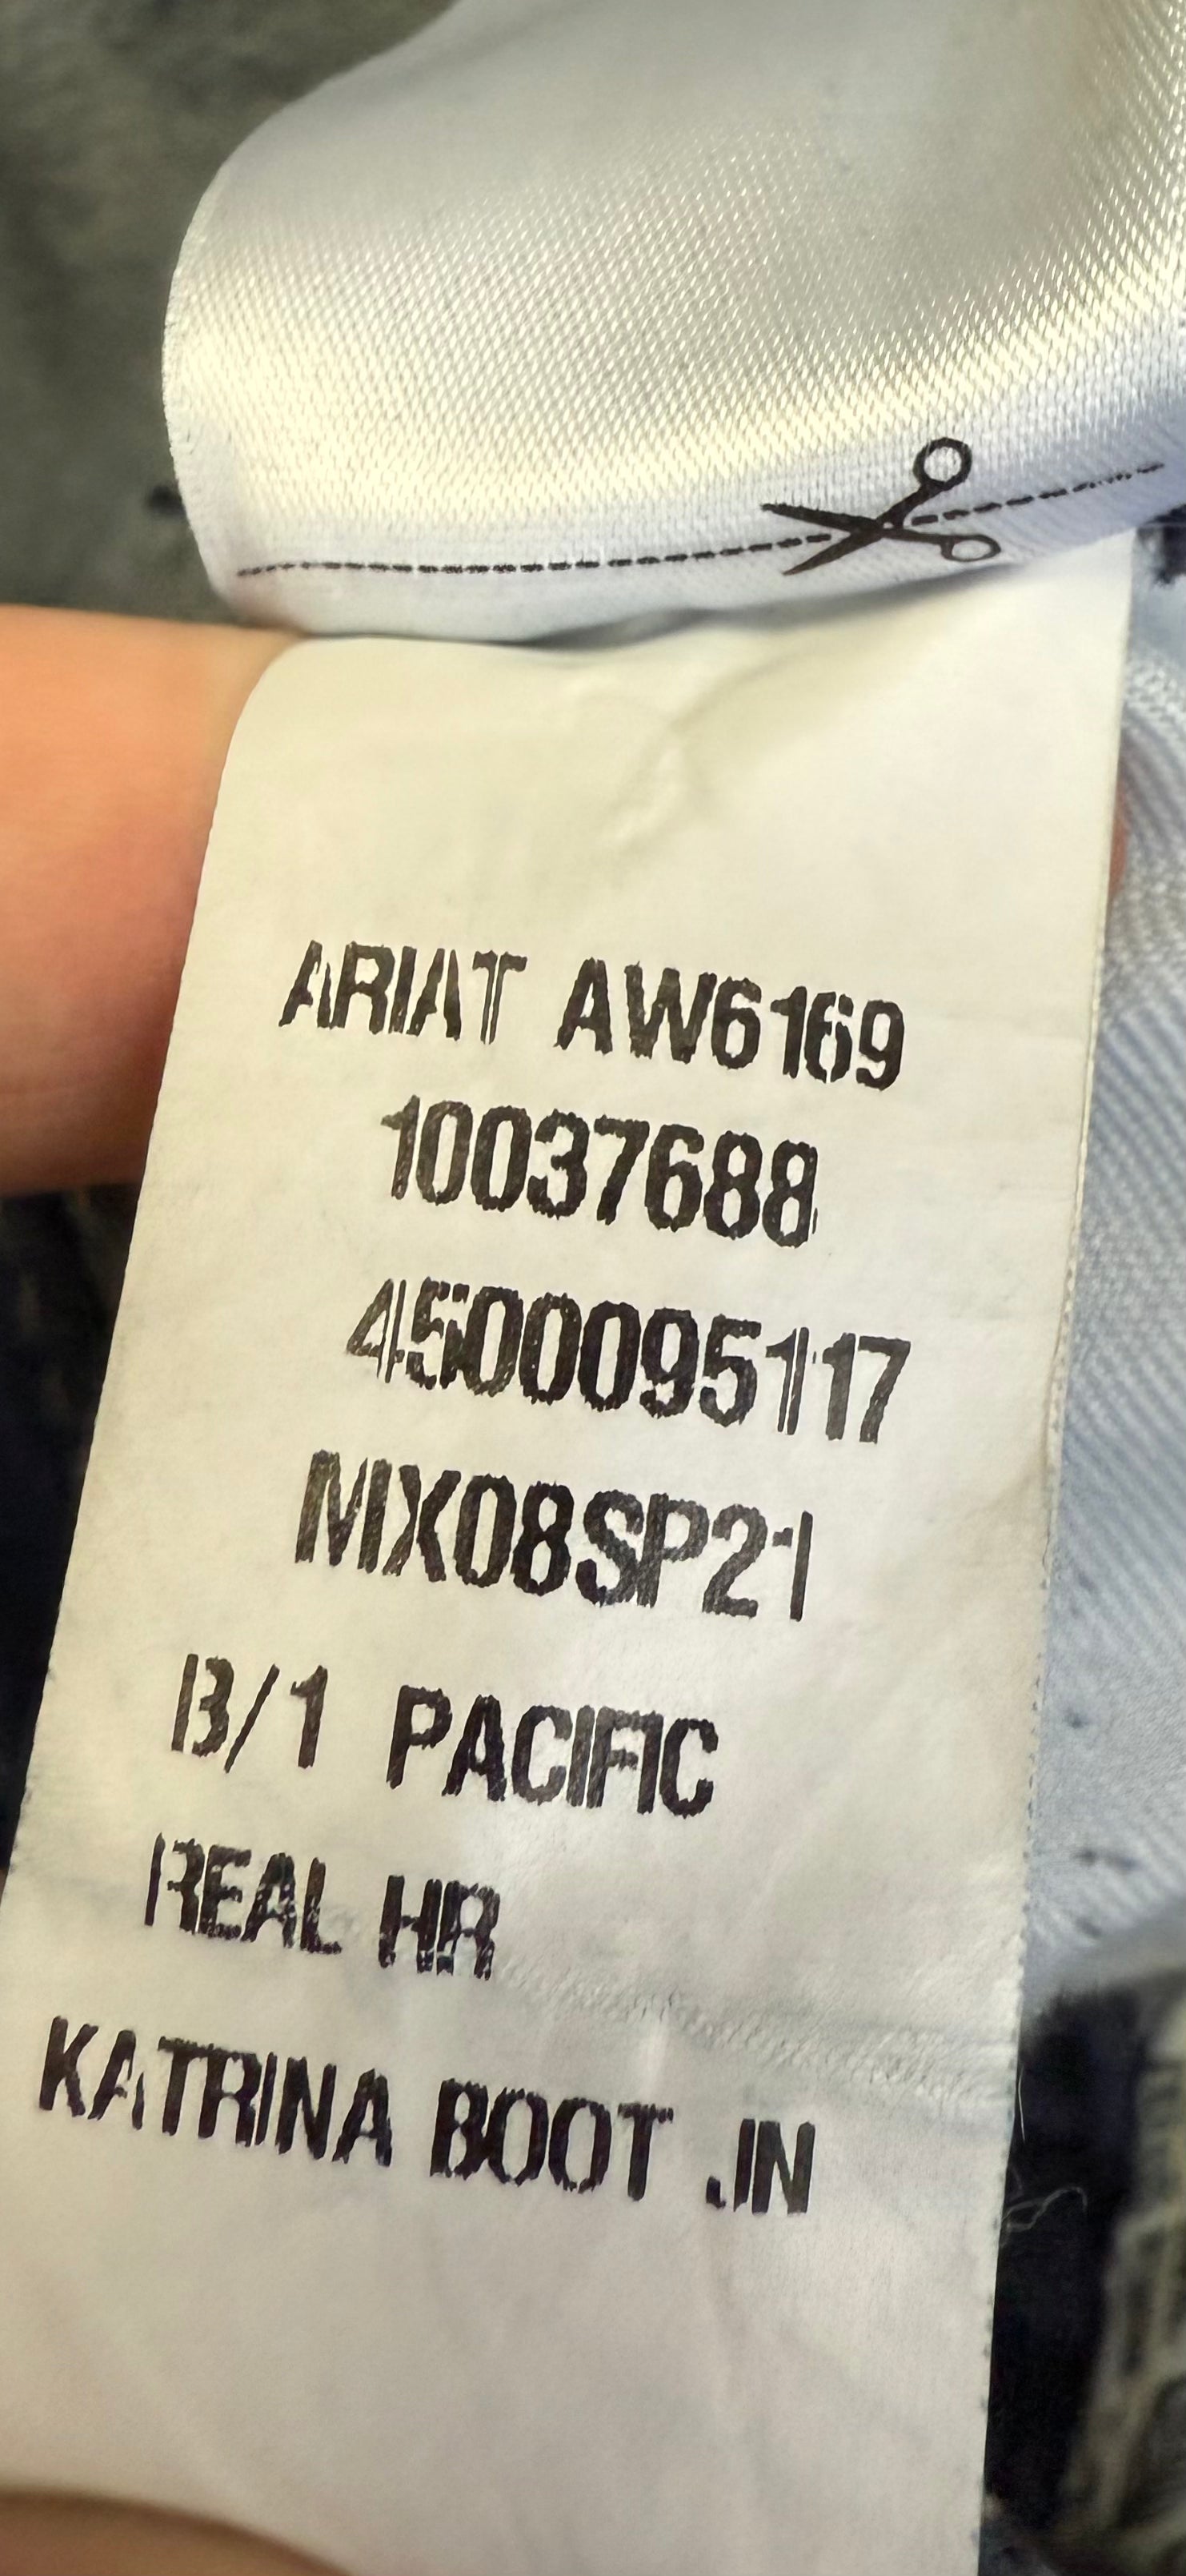 ARIAT AW6169
10037688
4500095117
MX08SP21
B/1 PACIFIC
REAL HR
KATRINA BOOT JN